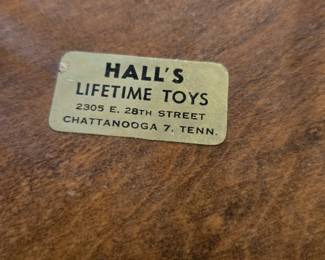 HALL'S
LIFETIME TOYS
2305 E. 28TH STREET
CHATTANOOGA 7, TENN.